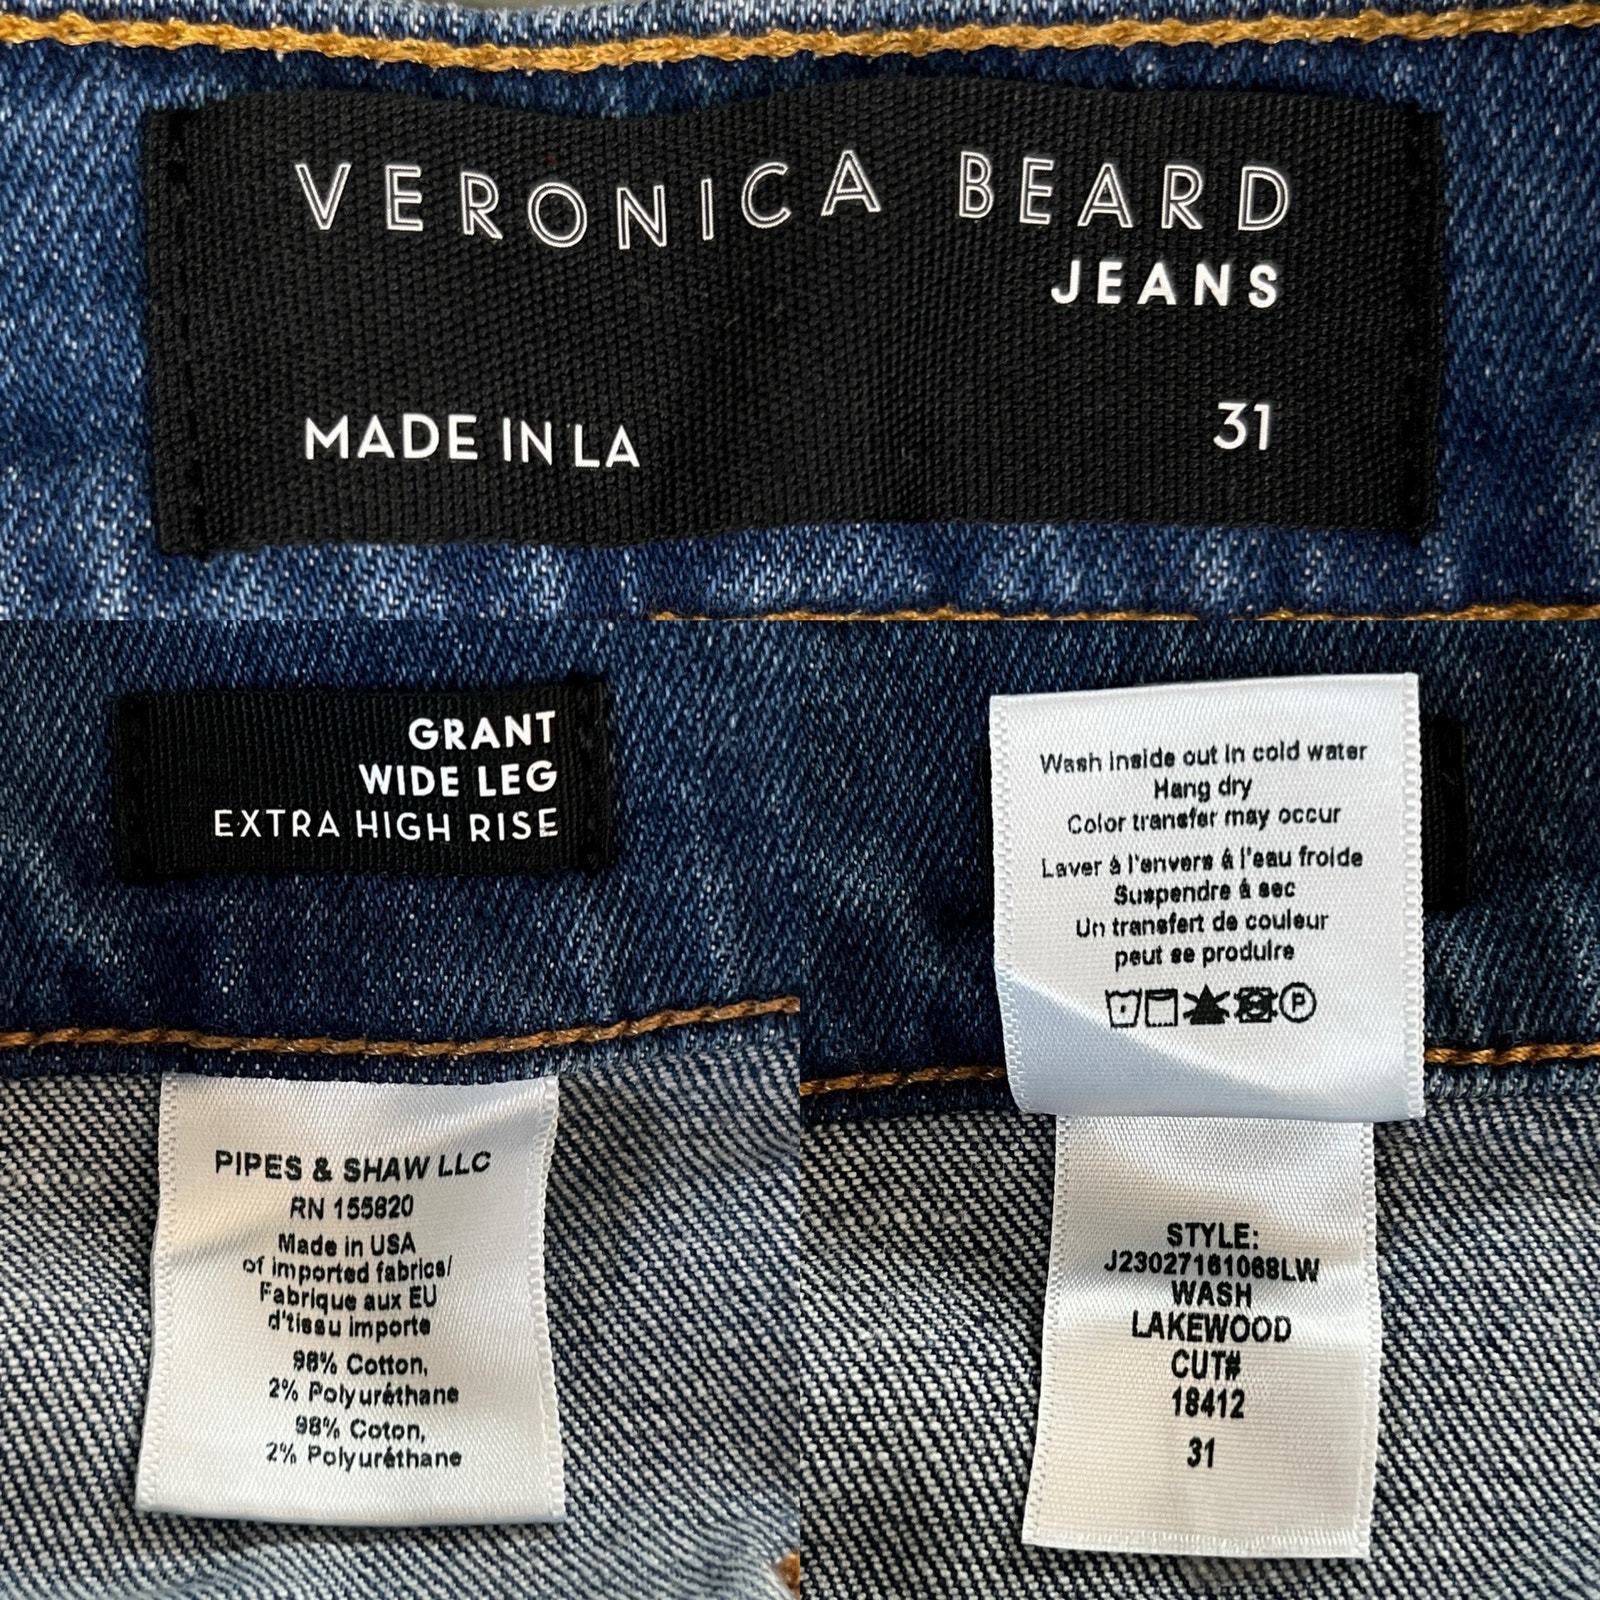 VERONICA BEARD
JEANS
MADE IN LA
31
GRANT
WIDE LEG
EXTRA HIGH RISE
PIPES & SHAW LLC
RN 155820
Made in USA
of imported fabrics/
Fabrique aux EU
d'tissu importe
98% Cotton,
2% Polyuréthane
98% Coton,
2% Polyuréthane
Wash inside out in cold water
Hang dry
Color transfer may occur
Laver à l'envers à l'eau froide
Suspendre à sec
Un transfert de couleur
peut se produire
P
STYLE:
J23027161068LW
WASH
LAKEWOOD
CUT#
18412
31